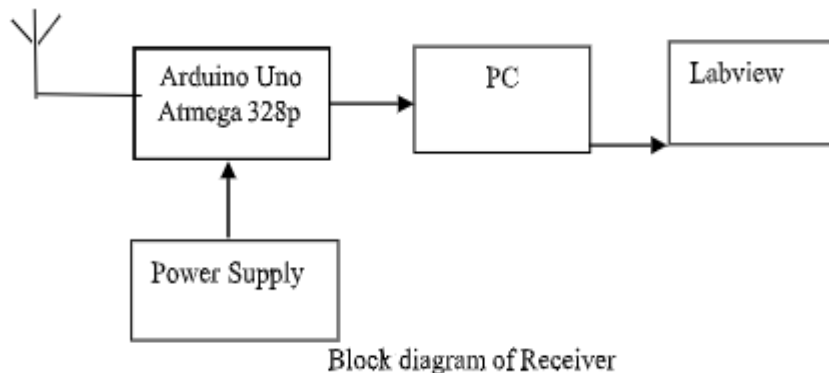 Arduino Uno
Atmega 328p
PC
Labview
Power Supply
Block diagram of Receiver